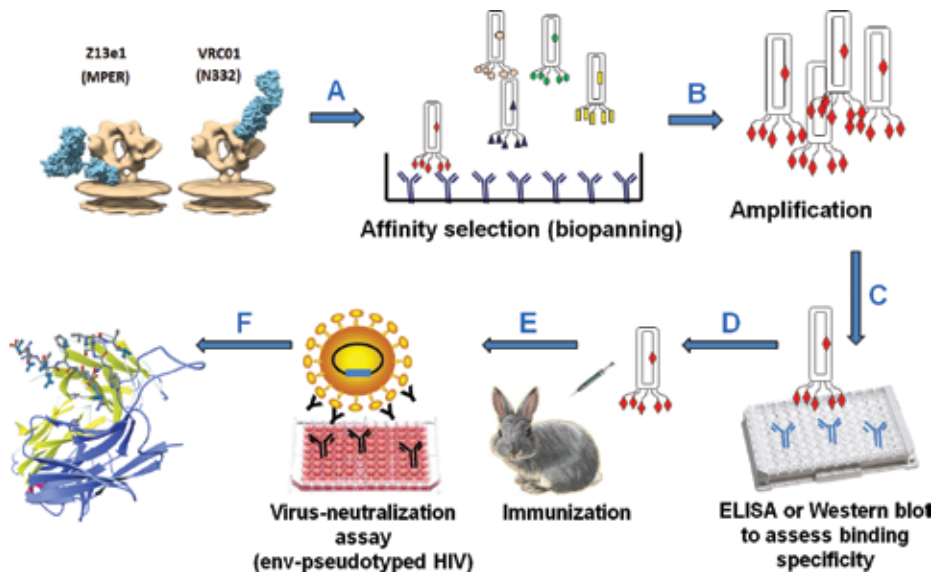 Z13e1
(MPER)
VRC01
(N332)
A
B
Affinity selection (biopanning)
Amplification
C
F
E
D
Virus-neutralization
assay
(env-pseudotyped HIV)
Immunization
ELISA or Western blot
to assess binding
specificity